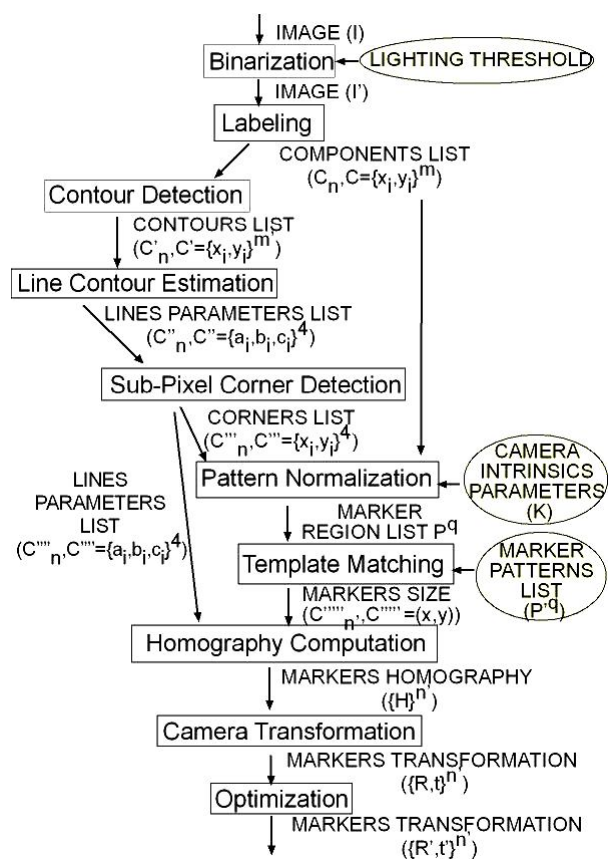 IMAGE (I)
Binarization
LIGHTING THRESHOLD
IMAGE (I')
Labeling
COMPONENTS LIST
(Cn,C={xi,yi}m)
Contour Detection
CONTOURS LIST
(C'n,C'={xi,yi}m')
Line Contour Estimation
LINES PARAMETERS LIST
(C''n,C''={ai,bi,ci}4)
Sub-Pixel Corner Detection
CORNERS LIST
(C'''n,C'''={xi,yi}4)
LINES
PARAMETERS
LIST
(C''''n,C''''={ai,bi,ci}4)
Pattern Normalization
CAMERA
INTRINSICS
PARAMETERS
(K)
MARKER
REGION LIST Pq
Template Matching
MARKER
PATTERNS
LIST
(P'q)
MARKERS SIZE
(C'''''n',C'''''=(x,y))
Homography Computation
MARKERS HOMOGRAPHY
({H}n')
Camera Transformation
MARKERS TRANSFORMATION
({R,t}n')
Optimization
MARKERS TRANSFORMATION
({R',t'}n')